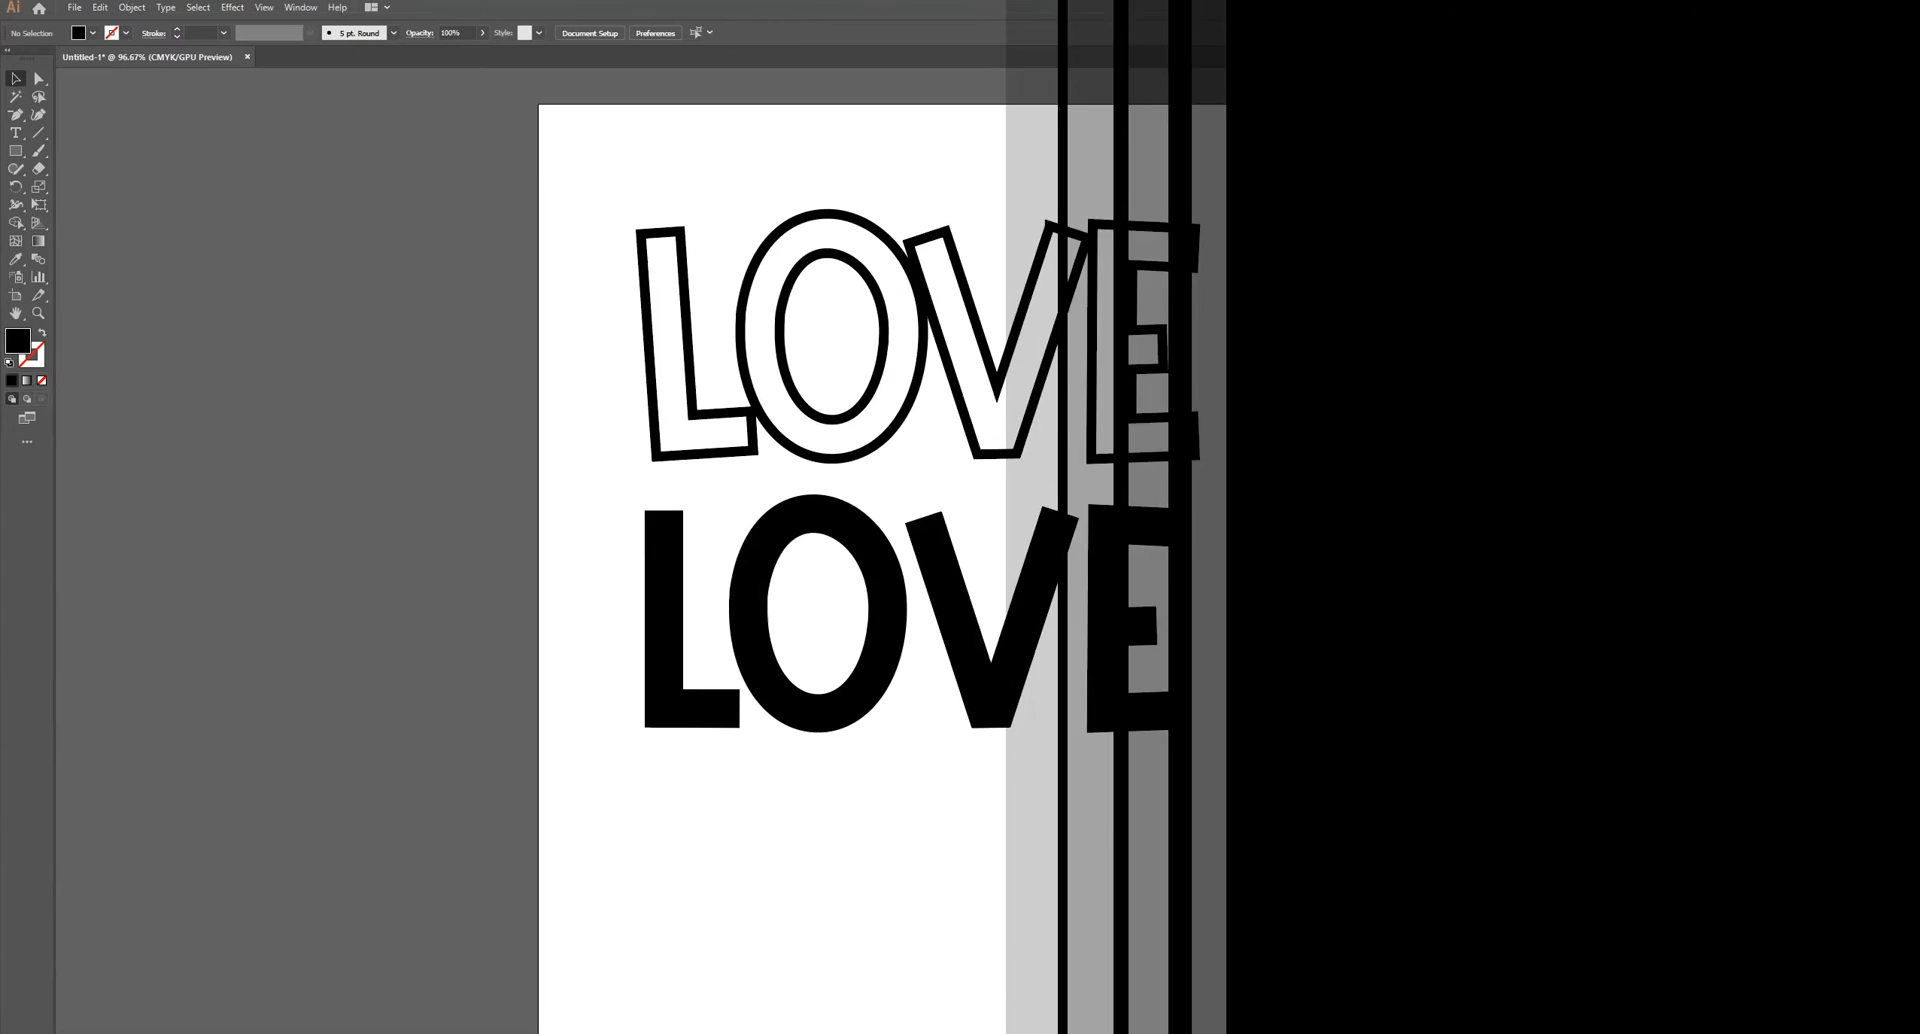 Ai File Edit Object Type Select Effect View Window Help
No Selection Stroke: 5 pt. Round Opacity: 100% Style: Document Setup Preferences
Untitled-1* @ 96.67% (CMYK/GPU Preview) ×
LOVE
LOVE